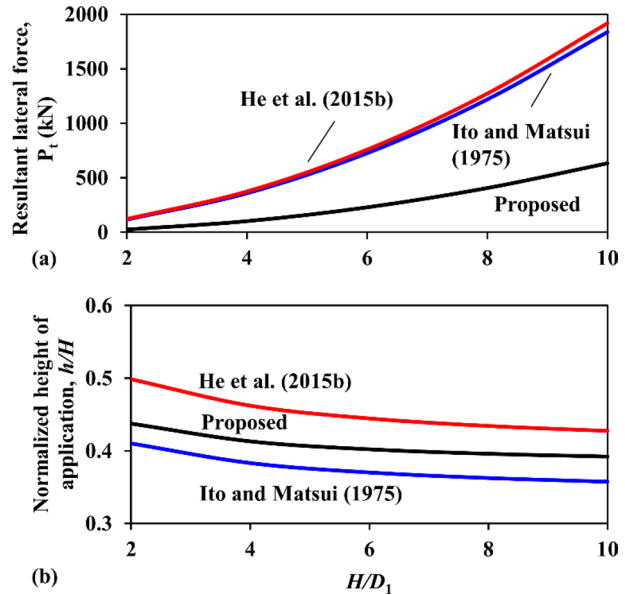 2000
1500
1000
500
0
Resultant lateral force,
Pt (kN)
He et al. (2015b)
Ito and Matsui
(1975)
Proposed
(a)
2 4 6 8 10
0.6
0.5
0.4
0.3
Normalized height of
application, h/H
He et al. (2015b)
Proposed
Ito and Matsui (1975)
2 4 6 8 10
(b)
H/D1